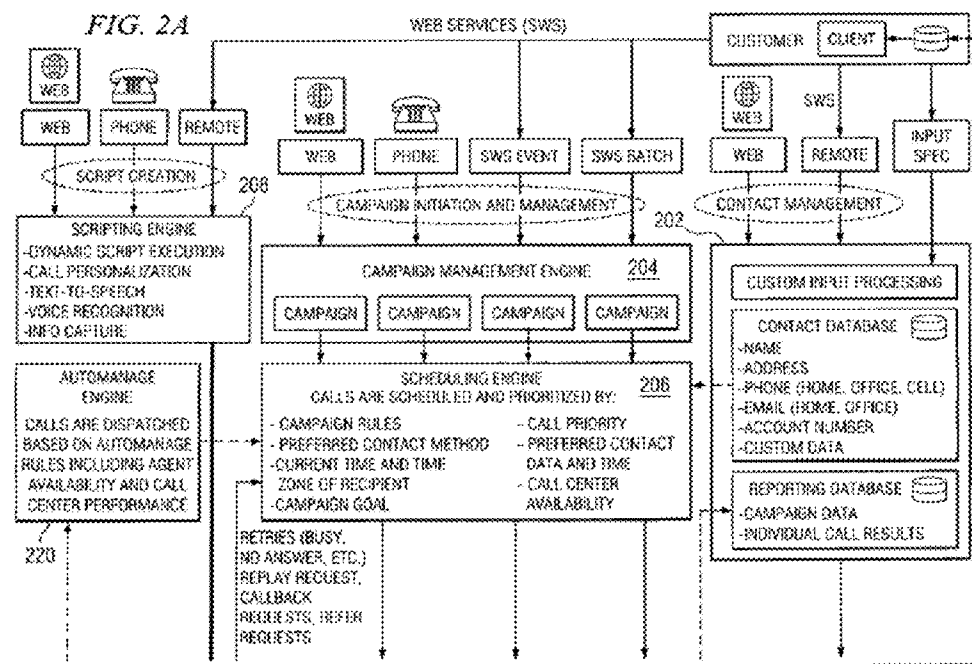 FIG. 2A
WEB SERVICES (SWS)
CUSTOMER
CLIENT
WEB
WEB
PHONE
REMOTE
SCRIPT CREATION
208
SCRIPTING ENGINE
-DYNAMIC SCRIPT EXECUTION
-CALL PERSONALIZATION
-TEXT-TO-SPEECH
-VOICE RECOGNITION
-INFO CAPTURE
WEB
WEB
PHONE
SWS EVENT
SWS BATCH
CAMPAIGN INITIATION AND MANAGEMENT
WEB
SWS
WEB
REMOTE
INPUT
SPEC
CONTACT MANAGEMENT
202
CAMPAIGN MANAGEMENT ENGINE
204
CAMPAIGN
CAMPAIGN
CAMPAIGN
CAMPAIGN
CUSTOM INPUT PROCESSING
CONTACT DATABASE
-NAME
-ADDRESS
-PHONE (HOME, OFFICE, CELL)
-EMAIL (HOME, OFFICE)
-ACCOUNT NUMBER
-CUSTOM DATA
AUTOMANAGE
ENGINE
CALLS ARE DISPATCHED
BASED ON AUTOMANAGE
RULES INCLUDING AGENT
AVAILABILITY AND CALL
CENTER PERFORMANCE
220
SCHEDULING ENGINE
206
CALLS ARE SCHEDULED AND PRIORITIZED BY:
- CAMPAIGN RULES
- PREFERRED CONTACT METHOD
-CURRENT TIME AND TIME
ZONE OF RECIPIENT
-CAMPAIGN GOAL
- CALL PRIORITY
- PREFERRED CONTACT
DATA AND TIME
- CALL CENTER
AVAILABILITY
REPORTING DATABASE
-CAMPAIGN DATA
-INDIVIDUAL CALL RESULTS
RETRIES (BUSY,
NO ANSWER, ETC.)
REPLAY REQUEST,
CALLBACK
REQUESTS, REFER
REQUESTS